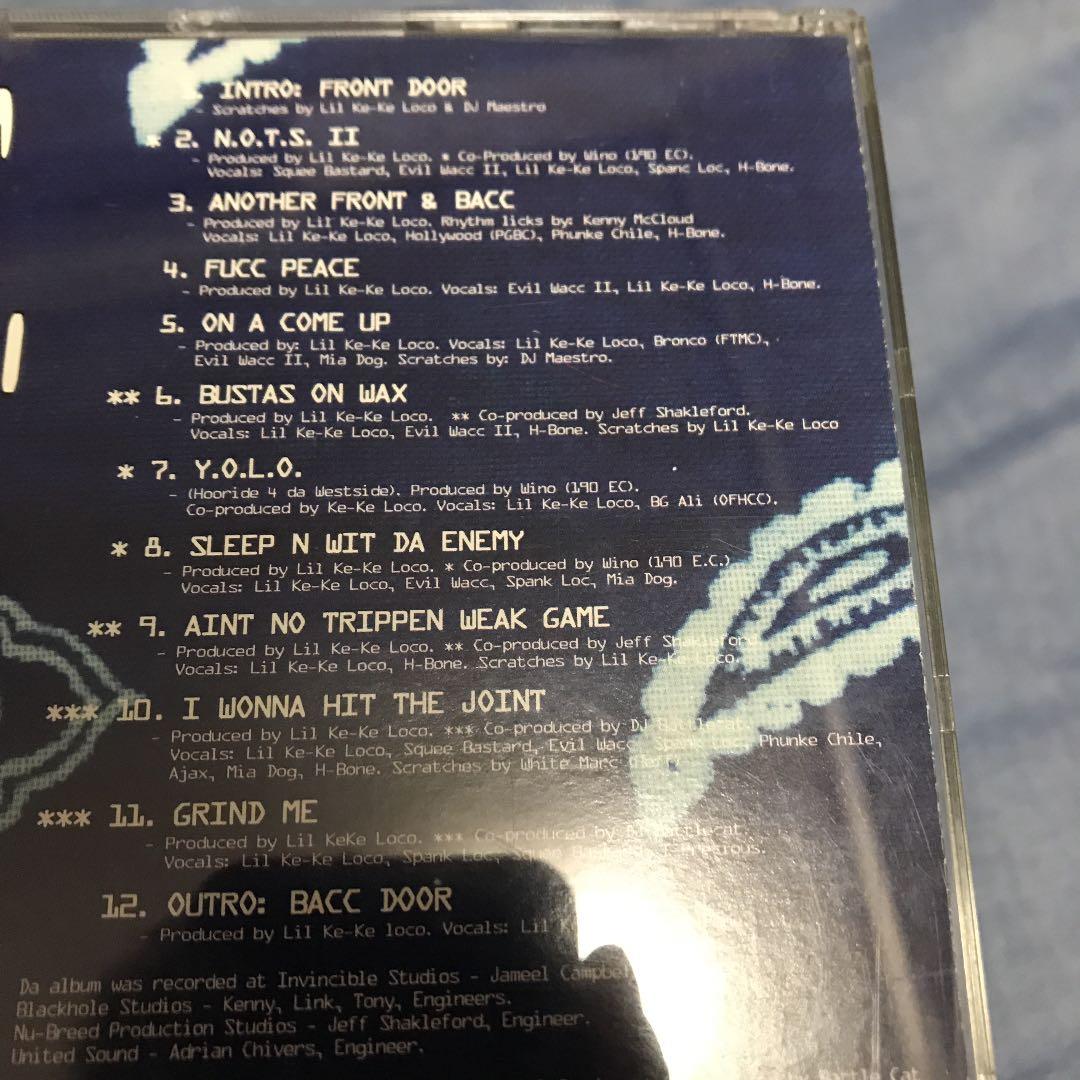 1. INTRO: FRONT DOOR
- Scratches by Lil Ke-Ke Loco & DJ Maestro
* 2. N.O.T.S. II
- Produced by Lil Ke-Ke Loco. * Co-Produced by Wino (190 EC).
Vocals: Squee Bastard, Evil Wacc II, Lil Ke-Ke Loco, Spanc Loc, H-Bone.
3. ANOTHER FRONT & BACC
- Produced by Lil Ke-Ke Loco. Rhythm licks by: Kenny McCloud
Vocals: Lil Ke-Ke Loco, Hollywood (PGBC), Phunke Chile, H-Bone.
4. FUCC PEACE
- Produced by Lil Ke-Ke Loco. Vocals: Evil Wacc II, Lil Ke-Ke Loco, H-Bone.
5. ON A COME UP
- Produced by: Lil Ke-Ke Loco. Vocals: Lil Ke-Ke Loco, Bronco (FTMC),
Evil Wacc II, Mia Dog. Scratches by: DJ Maestro.
** 6. BUSTAS ON WAX
- Produced by Lil Ke-Ke Loco. ** Co-produced by Jeff Shakleford.
Vocals: Lil Ke-Ke Loco, Evil Wacc II, H-Bone. Scratches by Lil Ke-Ke Loco
* 7. Y.O.L.O.
- (Hooride 4 da Westside). Produced by Wino (190 EC).
Co-produced by Ke-Ke Loco. Vocals: Lil Ke-Ke Loco, BG Ali (OFHCC).
* 8. SLEEP N WIT DA ENEMY
- Produced by Lil Ke-Ke Loco. * Co-produced by Wino (190 E.C.)
Vocals: Lil Ke-Ke Loco, Evil Wacc, Spank Loc, Mia Dog.
** 9. AINT NO TRIPPEN WEAK GAME
- Produced by Lil Ke-Ke Loco. ** Co-produced by Jeff Shakleford
Vocals: Lil Ke-Ke Loco, H-Bone. Scratches by Lil Ke-Ke Loco.
*** 10. I WONNA HIT THE JOINT
- Produced by Lil Ke-Ke Loco. *** Co-produced by DJ Battlecat.
Vocals: Lil Ke-Ke Loco, Squee Bastard, Evil Wacc, Spank Loc, Phunke Chile,
Ajax, Mia Dog, H-Bone. Scratches by White Marc
*** 11. GRIND ME
- Produced by Lil KeKe Loco. *** Co-produced by DJ Battlecat.
Vocals: Lil Ke-Ke Loco, Spank Loc,
12. OUTRO: BACC DOOR
- Produced by Lil Ke-Ke loco. Vocals: Lil
Da album was recorded at Invincible Studios - Jameel Campbel
Blackhole Studios - Kenny, Link, Tony, Engineers.
Nu-Breed Production Studios - Jeff Shakleford, Engineer.
United Sound - Adrian Chivers, Engineer.
by Battle Cat